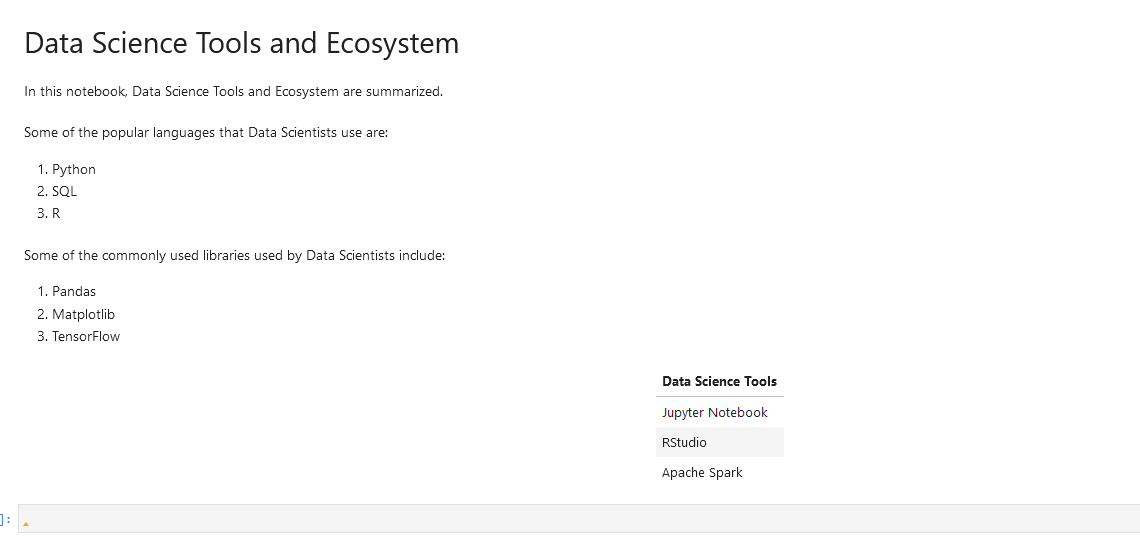 Data Science Tools and Ecosystem
In this notebook, Data Science Tools and Ecosystem are summarized.
Some of the popular languages that Data Scientists use are:
1. Python
2. SQL
3. R
Some of the commonly used libraries used by Data Scientists include:
1. Pandas
2. Matplotlib
3. TensorFlow
Data Science Tools
Jupyter Notebook
RStudio
Apache Spark
]: